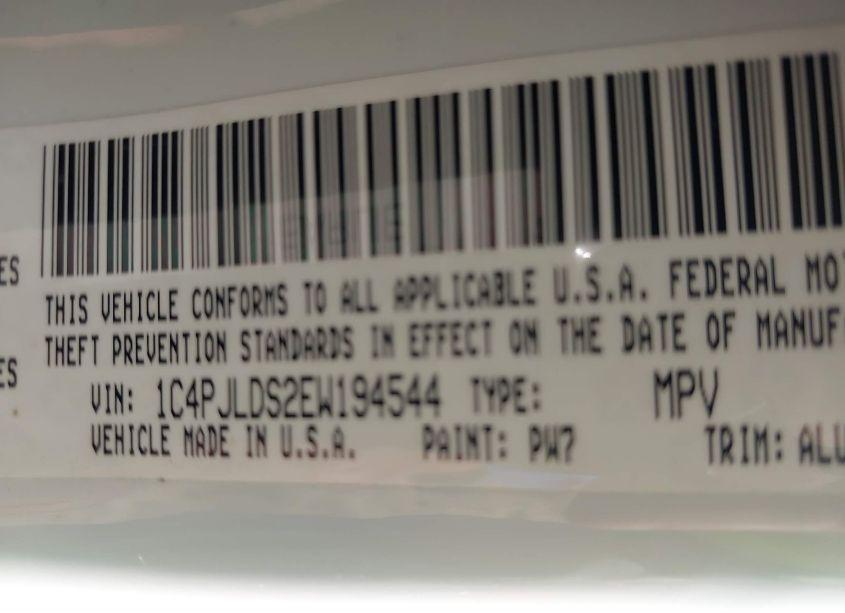 ES
THIS VEHICLE CONFORMS TO ALL APPLICABLE U.S.A. FEDERAL MO
THEFT PREVENTION STANDARDS IN EFFECT ON THE DATE OF MANUF
ES
VIN: 1C4PJLDS2EW194544 TYPE: MPV
VEHICLE MADE IN U.S.A. PAINT: PW7 TRIM: ALU